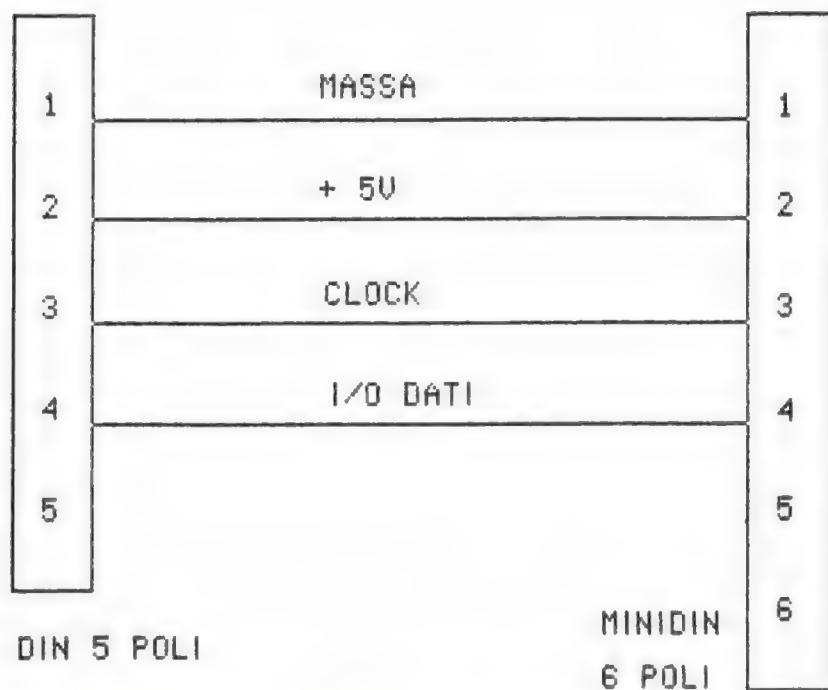 MASSA
1 1
+ 5V
2 2
CLOCK
3 3
I/O DATI
4 4
5 5
6
DIN 5 POLI
MINIDIN
6 POLI